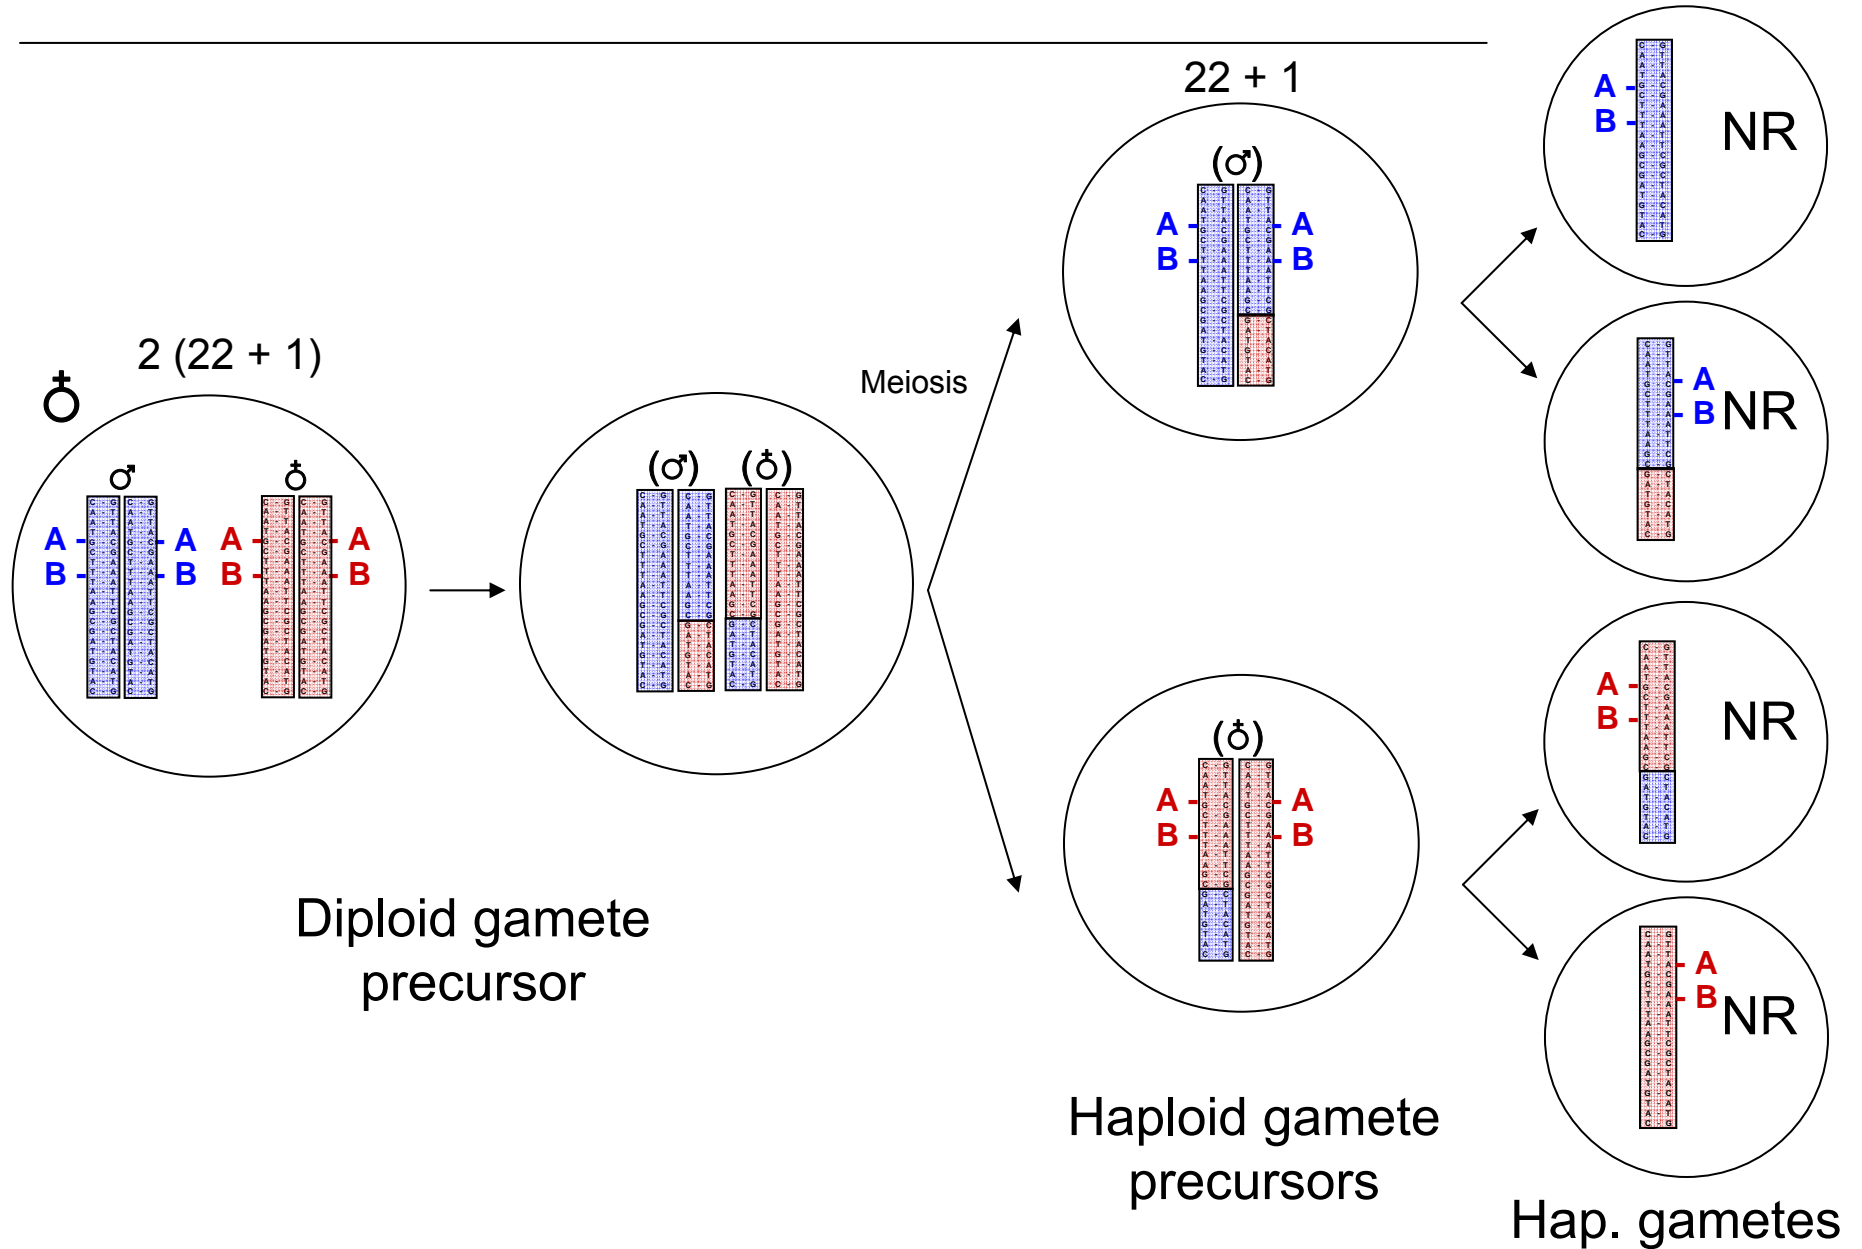 22 + 1
A -
B -
NR
(♂)
A - - A
B - - B
- A
- B NR
2 (22 + 1)
♀
Meiosis
♂ ♀
A - - A A - - A
B - - B B - - B
(♂) (♀)
A -
B -
NR
(♀)
A - - A
B - - B
Diploid gamete
precursor
- A
- B NR
Haploid gamete
precursors
Hap. gametes